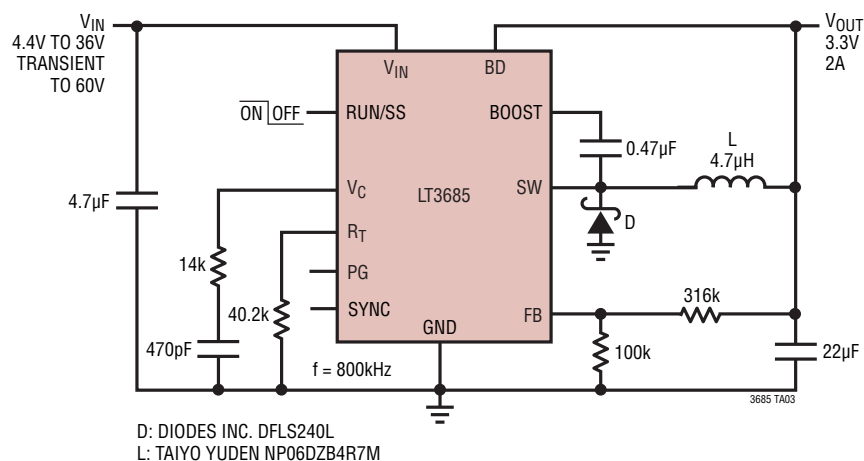 VIN
4.4V TO 36V
TRANSIENT
TO 60V
VOUT
3.3V
2A
VIN
BD
ON OFF
RUN/SS
BOOST
0.47µF
L
4.7µH
VC
LT3685
SW
4.7µF
D
RT
14k
PG
40.2k
SYNC
FB
316k
GND
470pF
f = 800kHz
100k
22µF
3685 TA03
D: DIODES INC. DFLS240L
L: TAIYO YUDEN NP06DZB4R7M